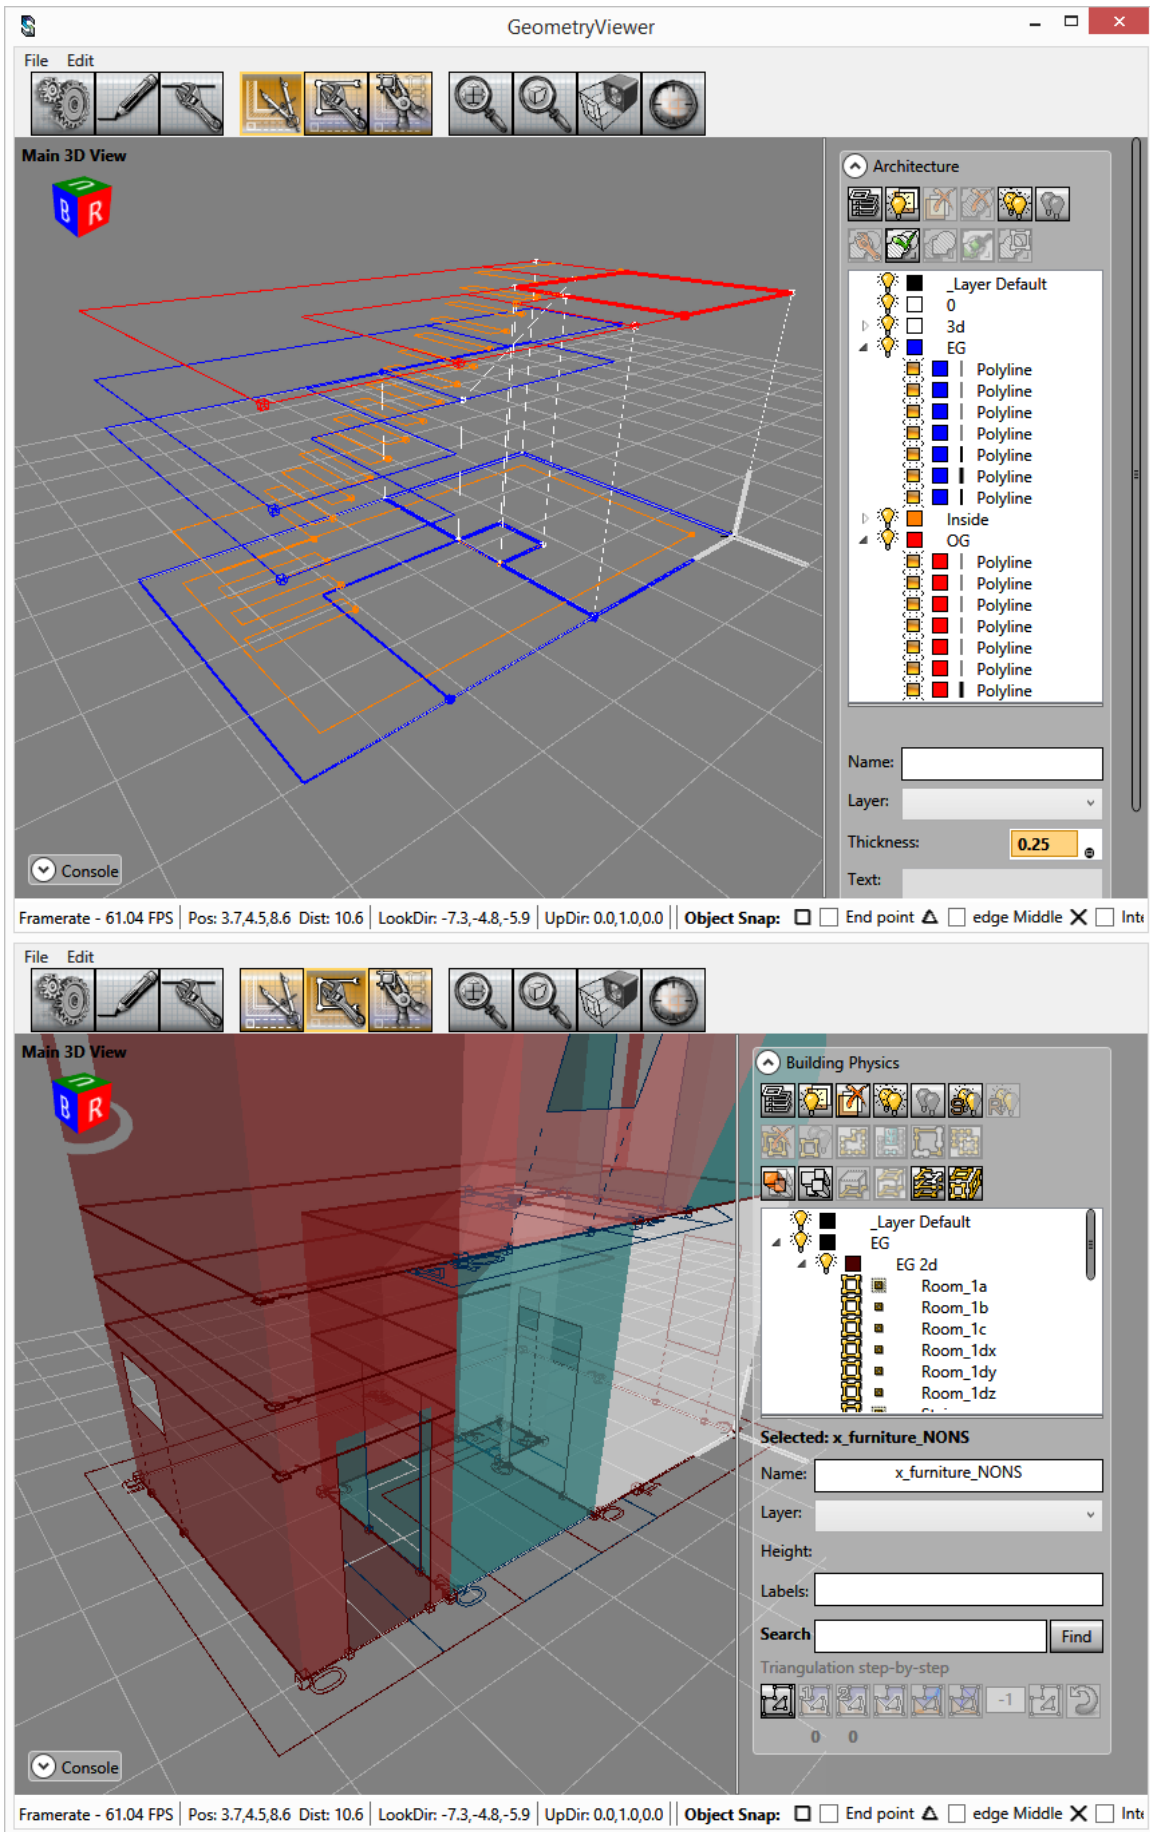 GeometryViewer
File Edit
Main 3D View
U
B R
Architecture
_Layer Default
0
3d
EG
Polyline
Polyline
Polyline
Polyline
Polyline
Polyline
Polyline
Inside
OG
Polyline
Polyline
Polyline
Polyline
Polyline
Polyline
Polyline
Name:
Layer:
Thickness: 0.25
Text:
Console
Framerate - 61.04 FPS Pos: 3.7,4.5,8.6 Dist: 10.6 LookDir: -7.3,-4.8,-5.9 UpDir: 0.0,1.0,0.0 Object Snap: End point edge Middle Inte
File Edit
Main 3D View
U
B R
Building Physics
_Layer Default
EG
EG 2d
Room_1a
Room_1b
Room_1c
Room_1dx
Room_1dy
Room_1dz
Selected: x_furniture_NONS
Name: x_furniture_NONS
Layer:
Height:
Labels:
Search Find
Triangulation step-by-step
-1
0 0
Console
Framerate - 61.04 FPS Pos: 3.7,4.5,8.6 Dist: 10.6 LookDir: -7.3,-4.8,-5.9 UpDir: 0.0,1.0,0.0 Object Snap: End point edge Middle Inte